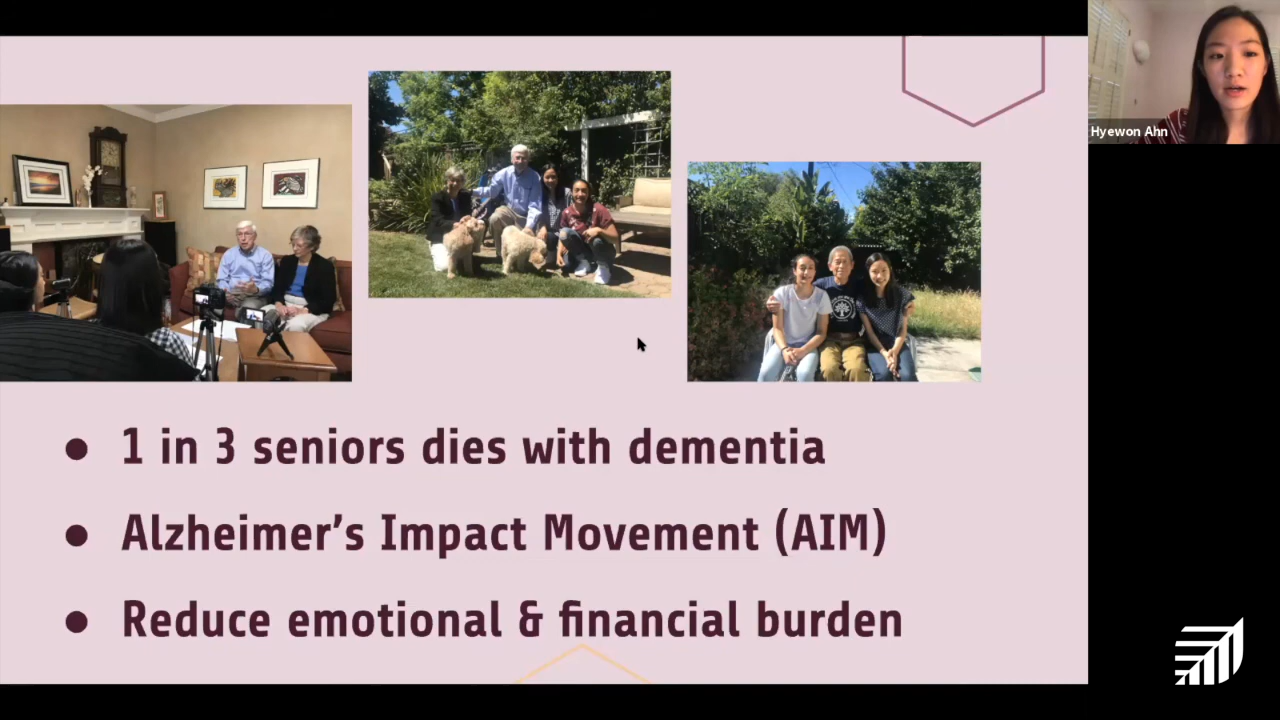 Hyewon Ahn
● 1 in 3 seniors dies with dementia
● Alzheimer's Impact Movement (AIM)
● Reduce emotional & financial burden